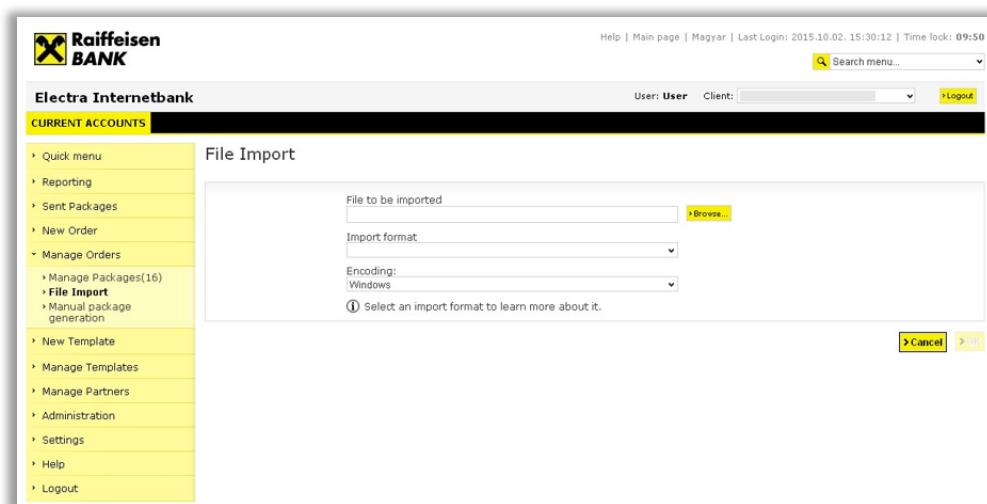 Raiffeisen
BANK
Help | Main page | Magyar | Last Login: 2015.10.02. 15:30:12 | Time lock: 09:50
Search menu...
Electra Internetbank
User: User Client:
Logout
CURRENT ACCOUNTS
Quick menu
Reporting
Sent Packages
New Order
Manage Orders
Manage Packages(16)
File Import
Manual package
generation
New Template
Manage Templates
Manage Partners
Administration
Settings
Help
Logout
File Import
File to be imported
Browse...
Import format
Encoding:
Windows
Select an import format to learn more about it.
Cancel
OK